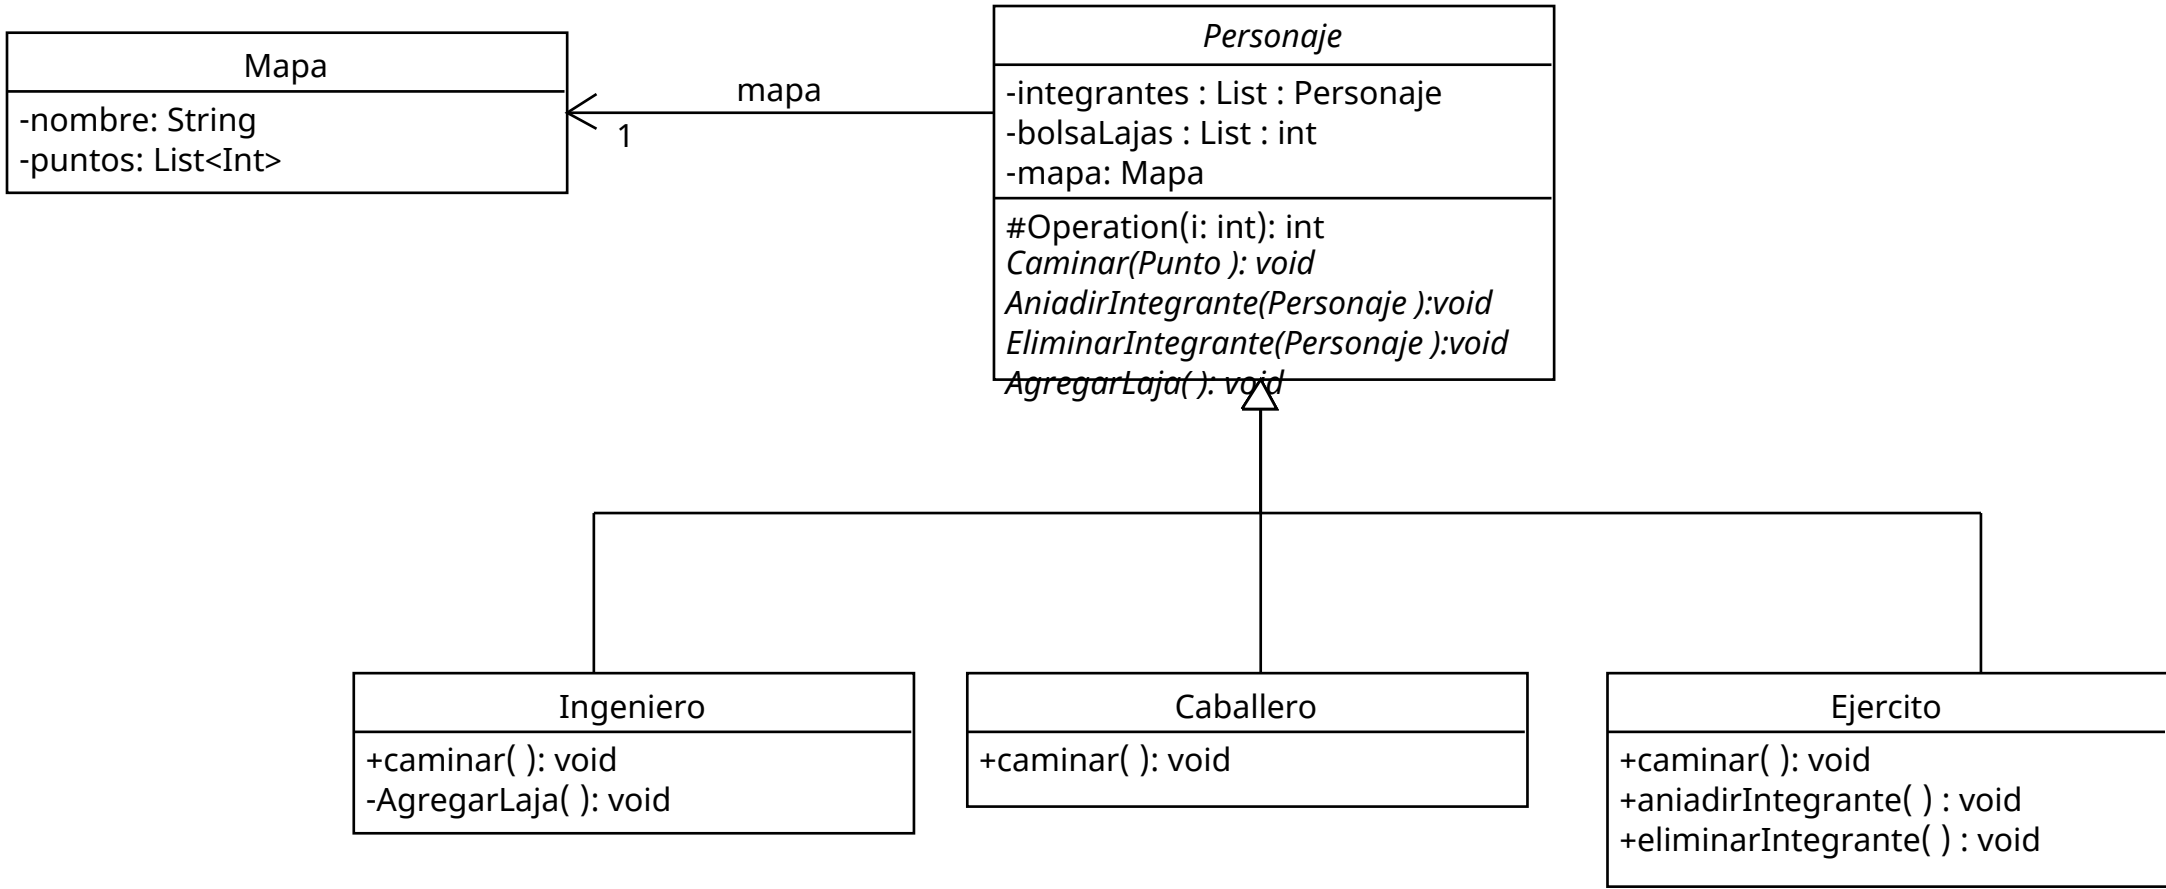 Mapa
-nombre: String
-puntos: List<Int>
mapa
1
Personaje
-integrantes : List : Personaje
-bolsaLajas : List : int
-mapa: Mapa
#Operation(i: int): int
Caminar(Punto ): void
AniadirIntegrante(Personaje ):void
EliminarIntegrante(Personaje ):void
AgregarLaja( ): void
Ingeniero
+caminar( ): void
-AgregarLaja( ): void
Caballero
+caminar( ): void
Ejercito
+caminar( ): void
+aniadirIntegrante( ) : void
+eliminarIntegrante( ) : void